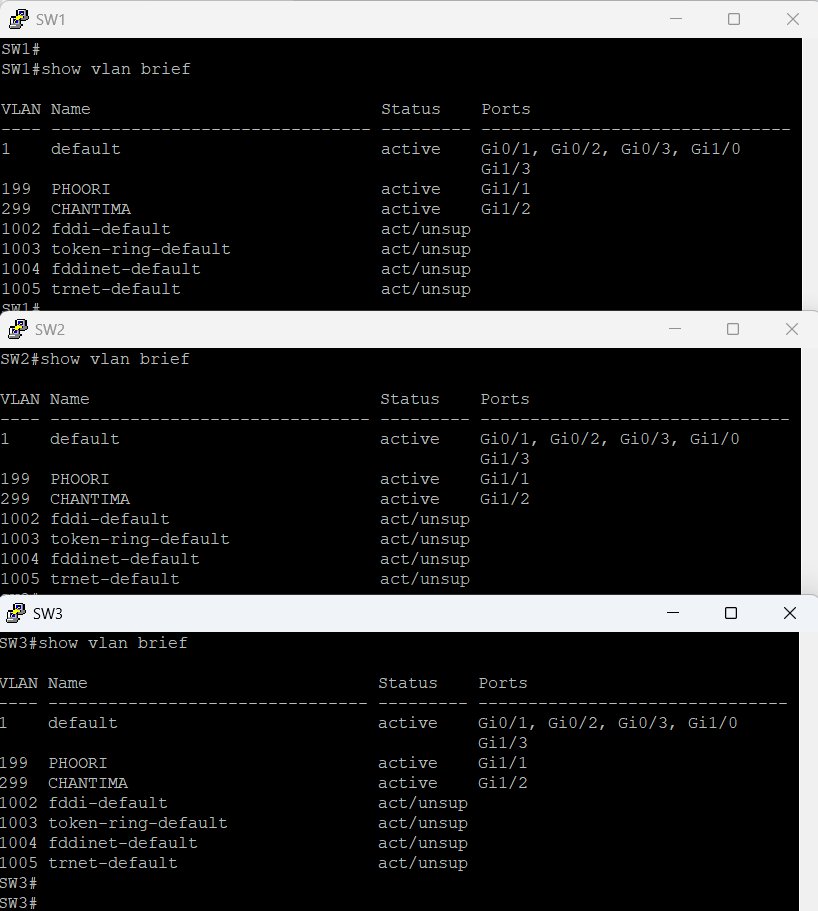 SW1
SW1#
SW1#show vlan brief
VLAN Name                             Status    Ports
---- -------------------------------- --------- -------------------------------
1    default                          active    Gi0/1, Gi0/2, Gi0/3, Gi1/0
                                                Gi1/3
199  PHOORI                           active    Gi1/1
299  CHANTIMA                         active    Gi1/2
1002 fddi-default                     act/unsup
1003 token-ring-default               act/unsup
1004 fddinet-default                  act/unsup
1005 trnet-default                    act/unsup
SW1#
SW2
SW2#show vlan brief
VLAN Name                             Status    Ports
---- -------------------------------- --------- -------------------------------
1    default                          active    Gi0/1, Gi0/2, Gi0/3, Gi1/0
                                                Gi1/3
199  PHOORI                           active    Gi1/1
299  CHANTIMA                         active    Gi1/2
1002 fddi-default                     act/unsup
1003 token-ring-default               act/unsup
1004 fddinet-default                  act/unsup
1005 trnet-default                    act/unsup
SW3
SW3#show vlan brief
VLAN Name                             Status    Ports
---- -------------------------------- --------- -------------------------------
1    default                          active    Gi0/1, Gi0/2, Gi0/3, Gi1/0
                                                Gi1/3
199  PHOORI                           active    Gi1/1
299  CHANTIMA                         active    Gi1/2
1002 fddi-default                     act/unsup
1003 token-ring-default               act/unsup
1004 fddinet-default                  act/unsup
1005 trnet-default                    act/unsup
SW3#
SW3#